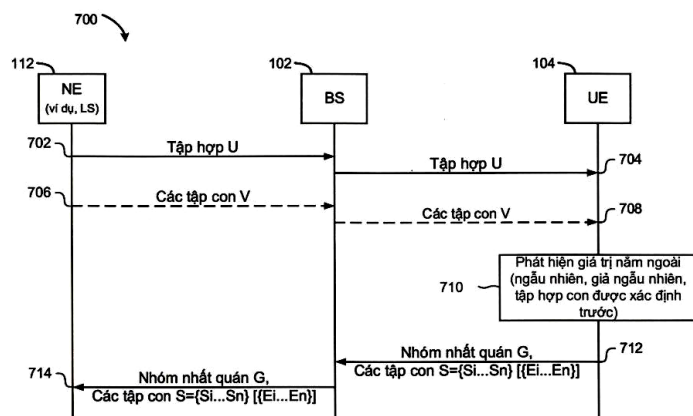 700
112
NE
(ví dụ, LS)
102
BS
104
UE
702
Tập hợp U
Tập hợp U
704
706
Các tập con V
Các tập con V
708
710
Phát hiện giá trị nằm ngoài
(ngẫu nhiên, giả ngẫu nhiên,
tập hợp con được xác định
trước)
712
Nhóm nhất quán G,
Các tập con S={Si...Sn} [{Ei...En}]
714
Nhóm nhất quán G,
Các tập con S={Si...Sn} [{Ei...En}]